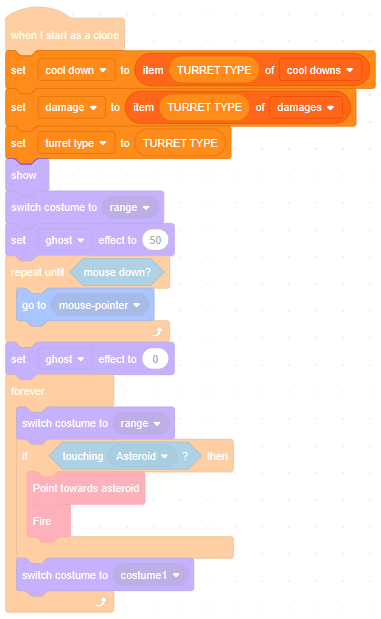 when I start as a clone
set cool down to item TURRET TYPE of cool downs
set damage to item TURRET TYPE of damages
set turret type to TURRET TYPE
show
switch costume to range
set ghost effect to 50
repeat until mouse down?
go to mouse-pointer
set ghost effect to 0
forever
switch costume to range
if touching Asteroid ? then
Point towards asteroid
Fire
switch costume to costume1